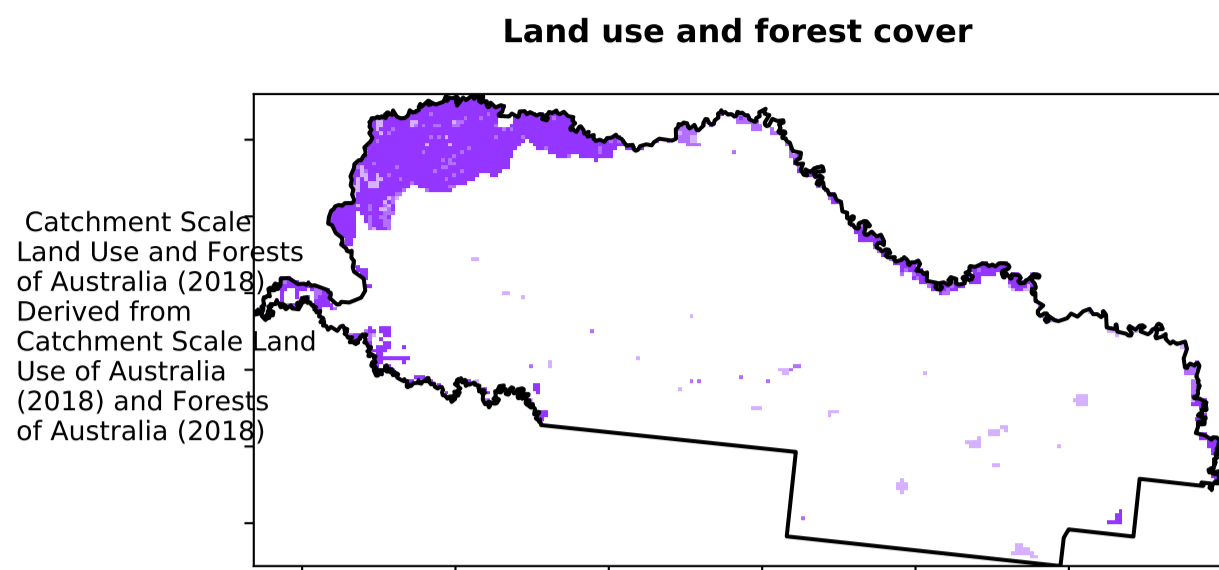 Land use and forest cover
Catchment Scale
Land Use and Forests
of Australia (2018)
Derived from
Catchment Scale Land
Use of Australia
(2018) and Forests
of Australia (2018)